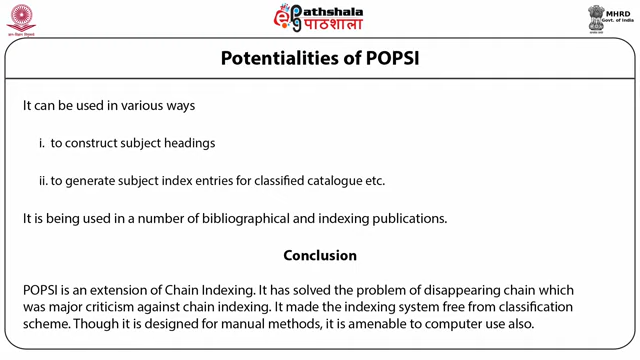 ePathshala
पाठशाला
MHRD
Govt. of India
Potentialities of POPSI
It can be used in various ways
i. to construct subject headings
ii. to generate subject index entries for classified catalogue etc.
It is being used in a number of bibliographical and indexing publications.
Conclusion
POPSI is an extension of Chain Indexing. It has solved the problem of disappearing chain which
was major criticism against chain indexing. It made the indexing system free from classification
scheme. Though it is designed for manual methods, it is amenable to computer use also.